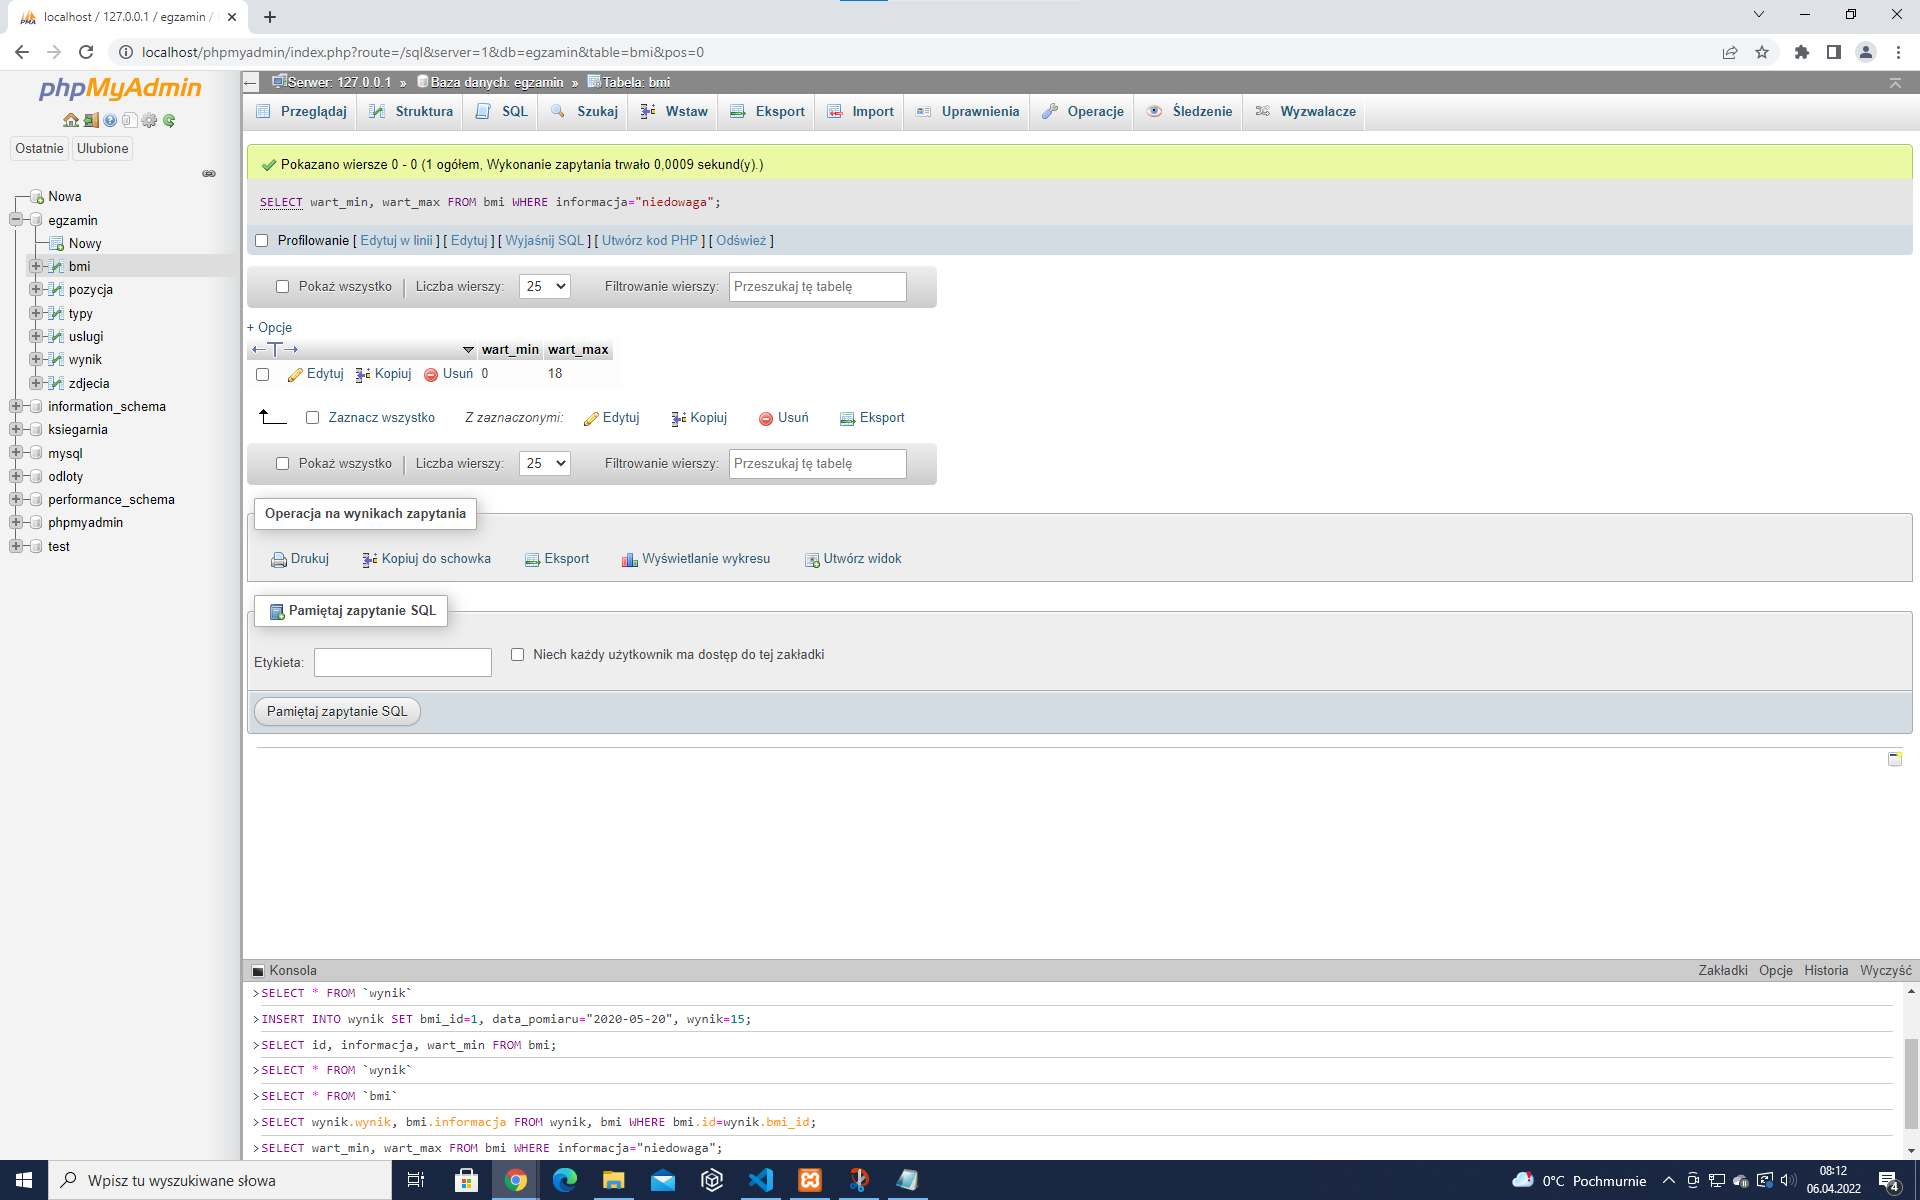 localhost / 127.0.0.1 / egzamin /
localhost/phpmyadmin/index.php?route=/sql&server=1&db=egzamin&table=bmi&pos=0
phpMyAdmin
Ostatnie
Ulubione
Nowa
egzamin
Nowy
bmi
pozycja
typy
uslugi
wynik
zdjecia
information_schema
ksiegarnia
mysql
odloty
performance_schema
phpmyadmin
test
Serwer: 127.0.0.1 » Baza danych: egzamin » Tabela: bmi
Przeglądaj Struktura SQL Szukaj Wstaw Eksport Import Uprawnienia Operacje Śledzenie Wyzwalacze
Pokazano wiersze 0 - 0 (1 ogółem, Wykonanie zapytania trwało 0,0009 sekund(y).)
SELECT wart_min, wart_max FROM bmi WHERE informacja="niedowaga";
Profilowanie [ Edytuj w linii ] [ Edytuj ] [ Wyjaśnij SQL ] [ Utwórz kod PHP ] [ Odśwież ]
Pokaż wszystko | Liczba wierszy: 25 Filtrowanie wierszy: Przeszukaj tę tabelę
+ Opcje
←T→ wart_min wart_max
Edytuj Kopiuj Usuń 0 18
Zaznacz wszystko Z zaznaczonymi: Edytuj Kopiuj Usuń Eksport
Pokaż wszystko | Liczba wierszy: 25 Filtrowanie wierszy: Przeszukaj tę tabelę
Operacja na wynikach zapytania
Drukuj Kopiuj do schowka Eksport Wyświetlanie wykresu Utwórz widok
Pamiętaj zapytanie SQL
Etykieta: Niech każdy użytkownik ma dostęp do tej zakładki
Pamiętaj zapytanie SQL
Konsola Zakładki Opcje Historia Wyczyść
>SELECT * FROM `wynik`
>INSERT INTO wynik SET bmi_id=1, data_pomiaru="2020-05-20", wynik=15;
>SELECT id, informacja, wart_min FROM bmi;
>SELECT * FROM `wynik`
>SELECT * FROM `bmi`
>SELECT wynik.wynik, bmi.informacja FROM wynik, bmi WHERE bmi.id=wynik.bmi_id;
>SELECT wart_min, wart_max FROM bmi WHERE informacja="niedowaga";
Wpisz tu wyszukiwane słowa
0°C Pochmurnie
08:12
06.04.2022
4